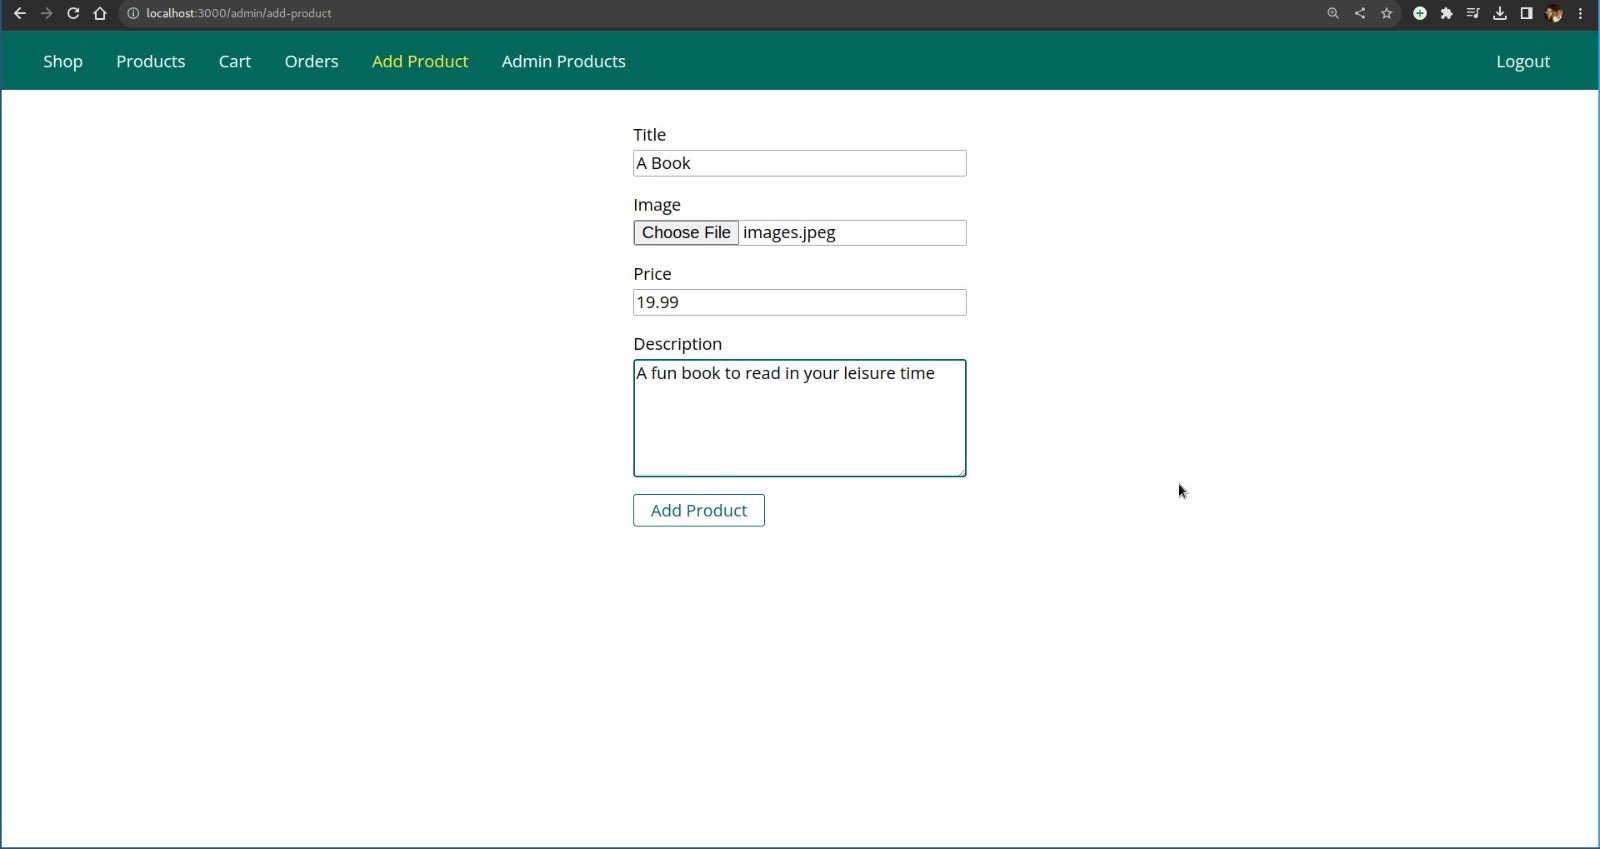 localhost:3000/admin/add-product
Shop Products Cart Orders Add Product Admin Products Logout
Title
A Book
Image
Choose File images.jpeg
Price
19.99
Description
A fun book to read in your leisure time
Add Product